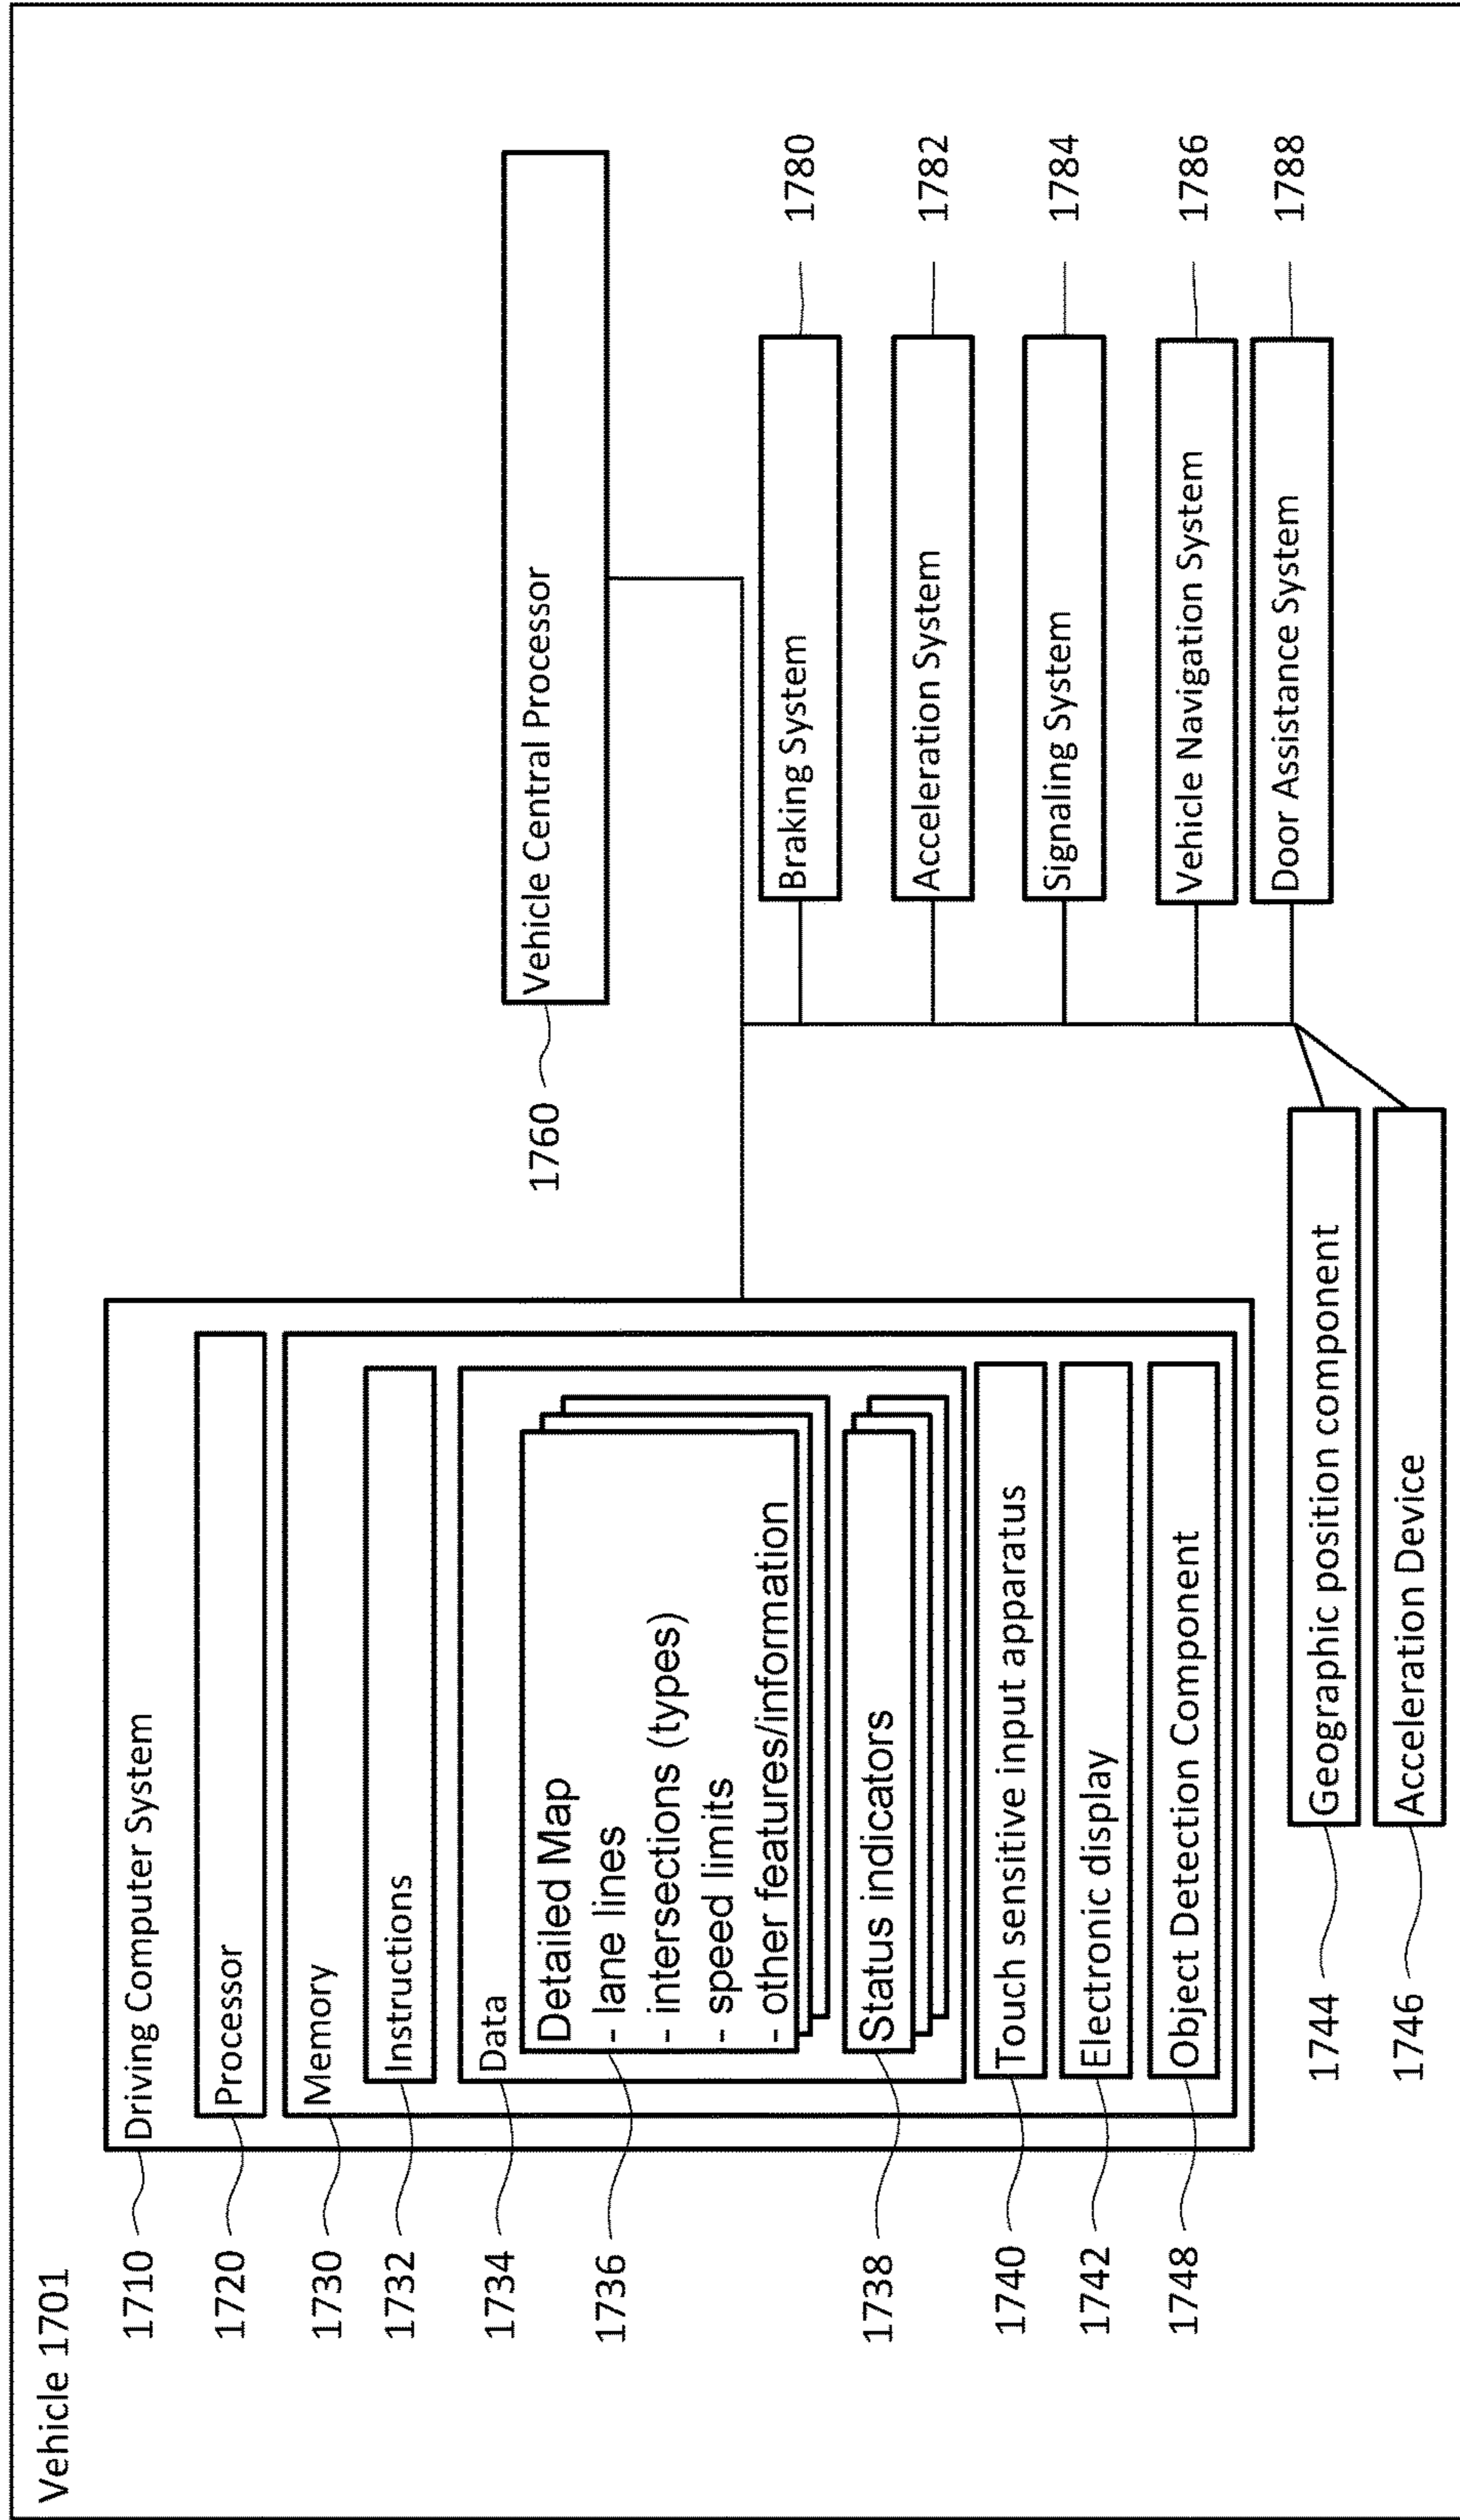 Vehicle 1701
1710
Driving Computer System
1720
Processor
1730
Memory
1732
Instructions
1734
Data
1736
Detailed Map
- lane lines
- intersections (types)
- speed limits
- other features/information
1738
Status indicators
1740
Touch sensitive input apparatus
1742
Electronic display
1748
Object Detection Component
1744
Geographic position component
1746
Acceleration Device
1760
Vehicle Central Processor
Braking System
1780
Acceleration System
1782
Signaling System
1784
Vehicle Navigation System
1786
Door Assistance System
1788